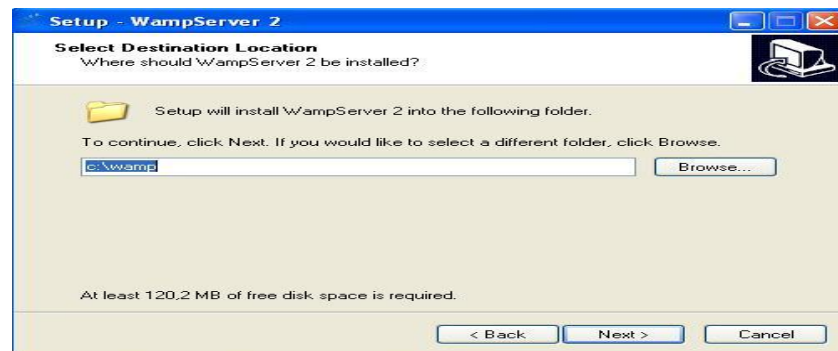 Setup - WampServer 2
Select Destination Location
Where should WampServer 2 be installed?
Setup will install WampServer 2 into the following folder.
To continue, click Next. If you would like to select a different folder, click Browse.
c:\wamp
Browse...
At least 120,2 MB of free disk space is required.
< Back
Next >
Cancel